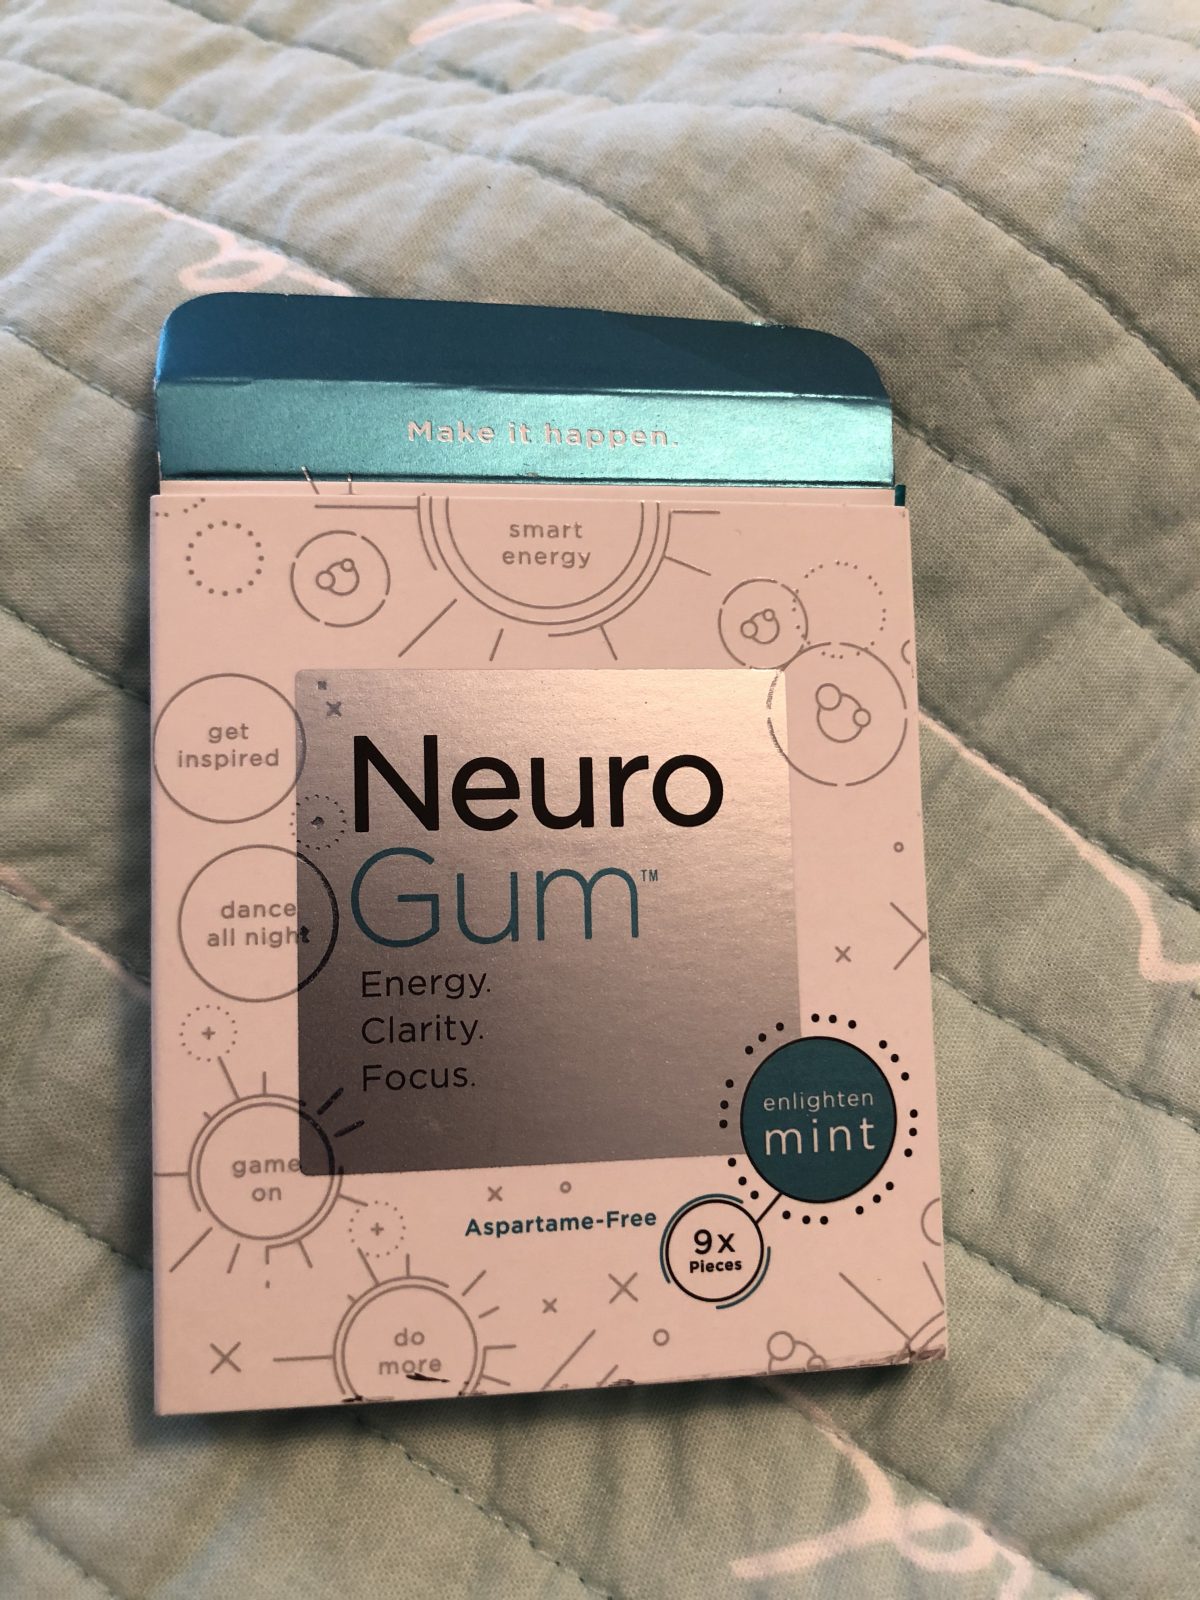 Make it happen.
smart
energy
get
inspired
Neuro
Gum™
dance
all night
Energy.
Clarity.
Focus.
enlighten
mint
game
on
Aspartame-Free
9x
Pieces
do
more